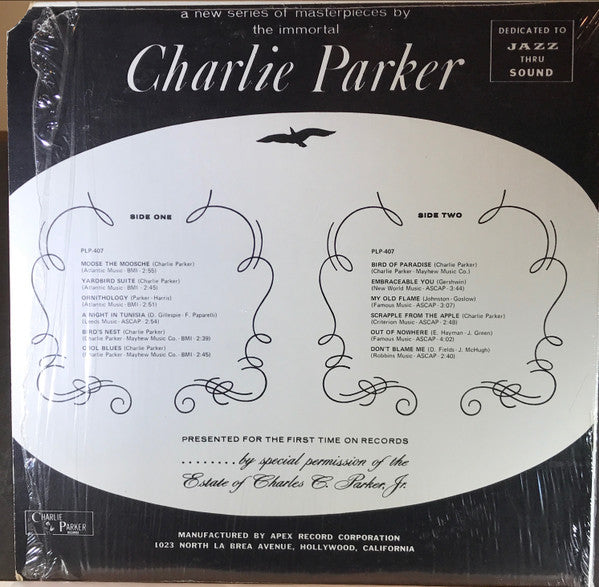 a new series of masterpieces by
the immortal
Charlie Parker
DEDICATED TO
JAZZ
THRU
SOUND
SIDE ONE
PLP-407
MOOSE THE MOOSCHE (Charlie Parker)
(Atlantic Music - BMI - 2:55)
YARDBIRD SUITE (Charlie Parker)
(Atlantic Music - BMI - 2:45)
ORNITHOLOGY (Parker - Harris)
(Atlantic Music - BMI - 2:51)
A NIGHT IN TUNISIA (D. Gillespie - F. Paparelli)
(Leeds Music - ASCAP - 2:54)
BIRD'S NEST (Charlie Parker)
(Charlie Parker - Mayhew Music Co. - BMI - 2:39)
COOL BLUES (Charlie Parker)
(Charlie Parker - Mayhew Music Co. - BMI - 2:45)
SIDE TWO
PLP-407
BIRD OF PARADISE (Charlie Parker)
(Charlie Parker - Mayhew Music Co.)
EMBRACEABLE YOU (Gershwin)
(New World Music - ASCAP - 3:44)
MY OLD FLAME (Johnston - Coslow)
(Famous Music - ASCAP - 3:07)
SCRAPPLE FROM THE APPLE (Charlie Parker)
(Criterion Music - ASCAP - 2:48)
OUT OF NOWHERE (E. Hayman - J. Green)
(Famous Music - ASCAP - 4:02)
DON'T BLAME ME (D. Fields - J. McHugh)
(Robbins Music - ASCAP - 2:40)
PRESENTED FOR THE FIRST TIME ON RECORDS
........by special permission of the
Estate of Charles C. Parker, Jr.
CHARLIE
PARKER
RECORDS
MANUFACTURED BY APEX RECORD CORPORATION
1023 NORTH LA BREA AVENUE, HOLLYWOOD, CALIFORNIA